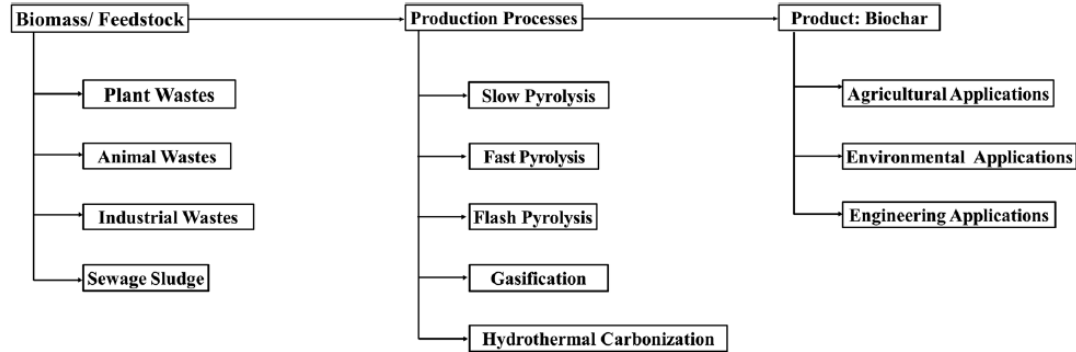 Biomass/ Feedstock
Production Processes
Product: Biochar
Plant Wastes
Animal Wastes
Industrial Wastes
Sewage Sludge
Slow Pyrolysis
Fast Pyrolysis
Flash Pyrolysis
Gasification
Hydrothermal Carbonization
Agricultural Applications
Environmental Applications
Engineering Applications